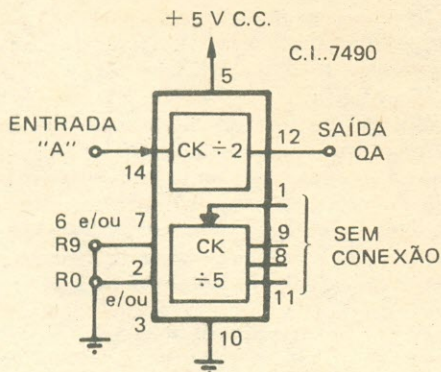 + 5 V C.C.
5
C.I..7490
ENTRADA
"A"
14
CK ÷2
12
SAÍDA
QA
1
6 e/ou 7
R9
2
R0
e/ou
3
CK
÷5
9
8
11
SEM
CONEXÃO
10